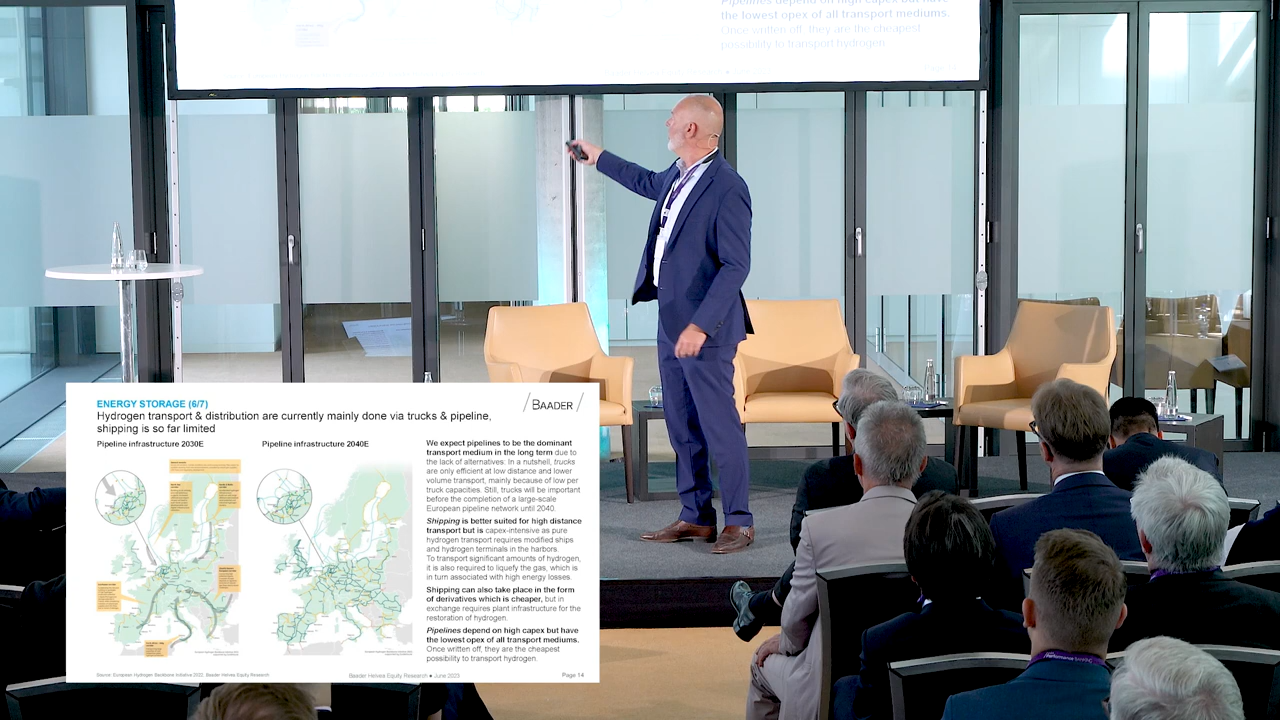 Pipelines depend on high capex but have
the lowest opex of all transport mediums.
Once written off, they are the cheapest
possibility to transport hydrogen
ENERGY STORAGE (6/7)
Hydrogen transport & distribution are currently mainly done via trucks & pipeline,
shipping is so far limited
BAADER
Pipeline infrastructure 2030E
Pipeline infrastructure 2040E
We expect pipelines to be the dominant
transport medium in the long term due to
the lack of alternatives: In a nutshell, trucks
are only efficient at low distance and lower
volume transport, mainly because of low per
truck capacities. Still, trucks will be important
before the completion of a large-scale
European pipeline network until 2040.
Shipping is better suited for high distance
transport but is capex-intensive as pure
hydrogen transport requires modified ships
and hydrogen terminals in the harbors.
To transport significant amounts of hydrogen,
it is also required to liquefy the gas, which is
in turn associated with high energy losses.
Shipping can also take place in the form
of derivatives which is cheaper, but in
exchange requires plant infrastructure for the
restoration of hydrogen.
Pipelines depend on high capex but have
the lowest opex of all transport mediums.
Once written off, they are the cheapest
possibility to transport hydrogen.
Source: European Hydrogen Backbone Initiative 2022, Baader Helvea Equity Research
Baader Helvea Equity Research ● June 2023
Page 14